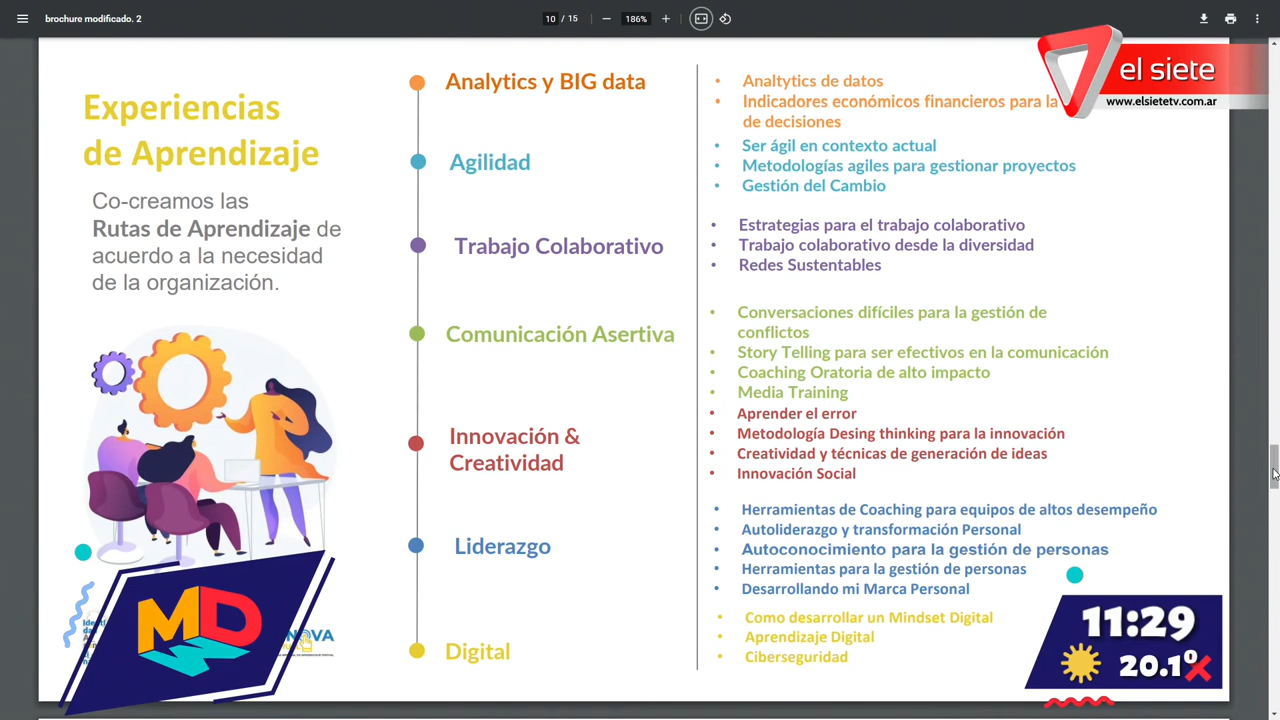 brochure modificado. 2
10 / 15
186%
el siete
www.elsietetv.com.ar
Experiencias
de Aprendizaje
Co-creamos las
Rutas de Aprendizaje de
acuerdo a la necesidad
de la organización.
Analytics y BIG data
Analtytics de datos
Indicadores económicos financieros para la
de decisiones
Agilidad
Ser ágil en contexto actual
Metodologías agiles para gestionar proyectos
Gestión del Cambio
Trabajo Colaborativo
Estrategias para el trabajo colaborativo
Trabajo colaborativo desde la diversidad
Redes Sustentables
Comunicación Asertiva
Conversaciones difíciles para la gestión de
conflictos
Story Telling para ser efectivos en la comunicación
Coaching Oratoria de alto impacto
Media Training
Innovación &
Creatividad
Aprender el error
Metodología Desing thinking para la innovación
Creatividad y técnicas de generación de ideas
Innovación Social
Liderazgo
Herramientas de Coaching para equipos de altos desempeño
Autoliderazgo y transformación Personal
Autoconocimiento para la gestión de personas
Herramientas para la gestión de personas
Desarrollando mi Marca Personal
Digital
Como desarrollar un Mindset Digital
Aprendizaje Digital
Ciberseguridad
MD
11:29
20.1º